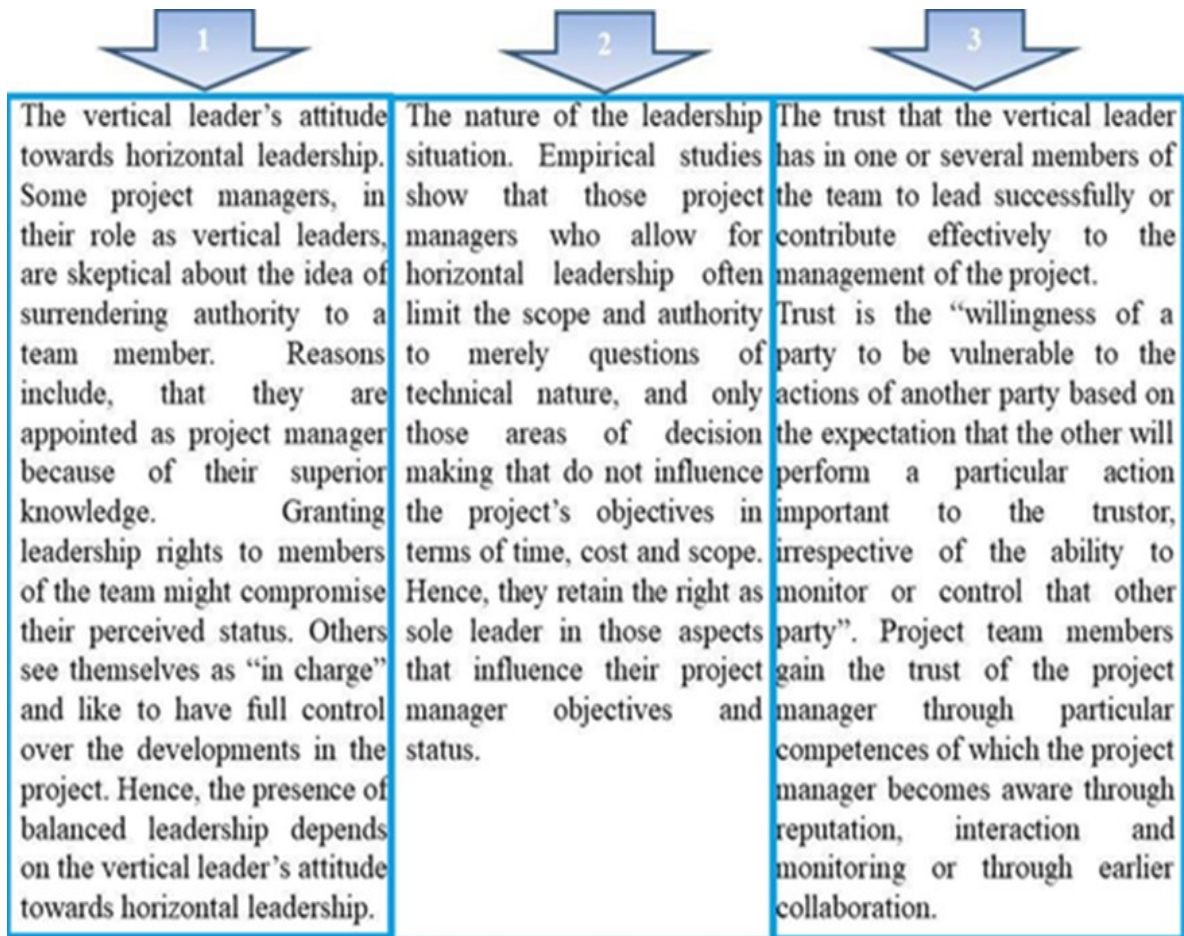 1
The vertical leader’s attitude
towards horizontal leadership.
Some project managers, in
their role as vertical leaders,
are skeptical about the idea of
surrendering authority to a
team member. Reasons
include, that they are
appointed as project manager
because of their superior
knowledge. Granting
leadership rights to members
of the team might compromise
their perceived status. Others
see themselves as “in charge”
and like to have full control
over the developments in the
project. Hence, the presence of
balanced leadership depends
on the vertical leader’s attitude
towards horizontal leadership.
2
The nature of the leadership
situation. Empirical studies
show that those project
managers who allow for
horizontal leadership often
limit the scope and authority
to merely questions of
technical nature, and only
those areas of decision
making that do not influence
the project’s objectives in
terms of time, cost and scope.
Hence, they retain the right as
sole leader in those aspects
that influence their project
manager objectives and
status.
3
The trust that the vertical leader
has in one or several members of
the team to lead successfully or
contribute effectively to the
management of the project.
Trust is the “willingness of a
party to be vulnerable to the
actions of another party based on
the expectation that the other will
perform a particular action
important to the trustor,
irrespective of the ability to
monitor or control that other
party”. Project team members
gain the trust of the project
manager through particular
competences of which the project
manager becomes aware through
reputation, interaction and
monitoring or through earlier
collaboration.